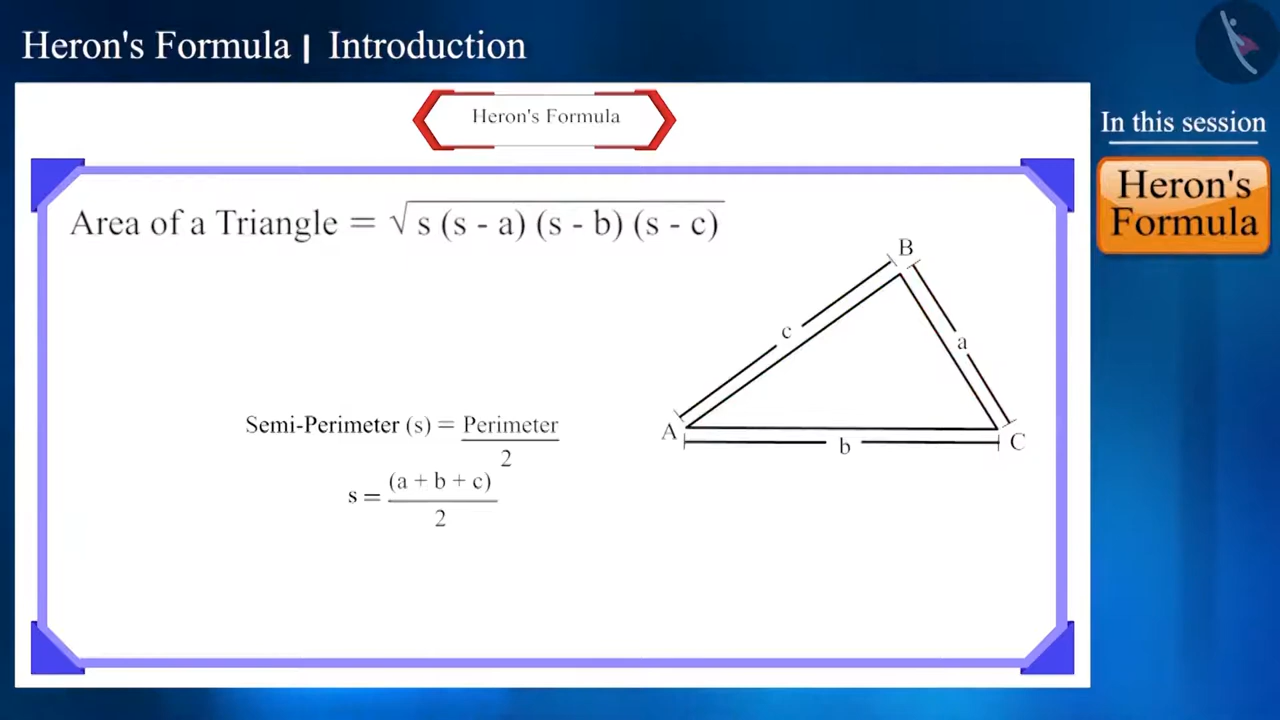 Heron's Formula | Introduction
In this session
Heron's
Formula
Heron's Formula
Area of a Triangle = √s (s - a) (s - b) (s - c)
B
c
a
A
b
C
Semi-Perimeter (s) = Perimeter
2
s = (a + b + c)
2